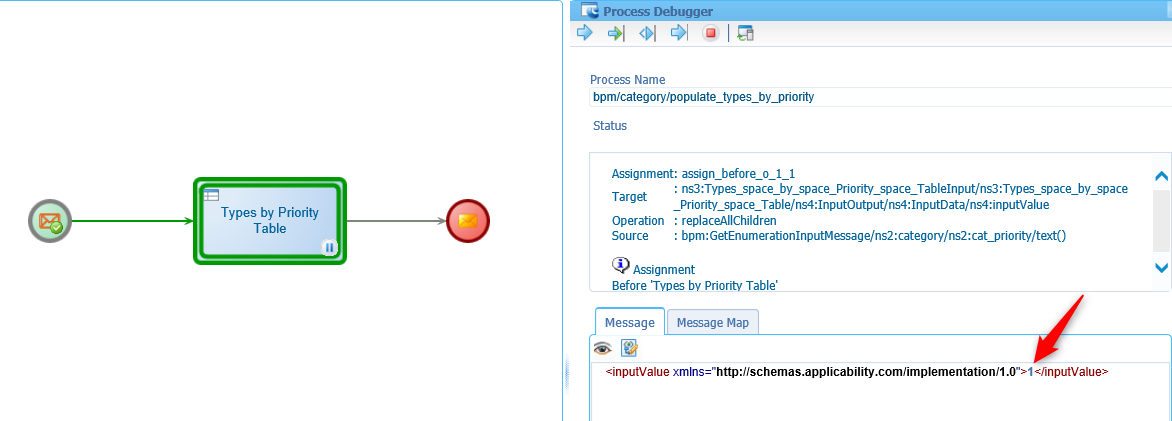 Types by Priority
Table
Process Debugger
Process Name
bpm/category/populate_types_by_priority
Status
Assignment: assign_before_o_1_1
Target : ns3:Types_space_by_space_Priority_space_TableInput/ns3:Types_space_by_space
_Priority_space_Table/ns4:InputOutput/ns4:InputData/ns4:inputValue
Operation : replaceAllChildren
Source : bpm:GetEnumerationInputMessage/ns2:category/ns2:cat_priority/text()
Assignment
Before 'Types by Priority Table'
Message Message Map
<inputValue xmlns="http://schemas.applicability.com/implementation/1.0">1</inputValue>